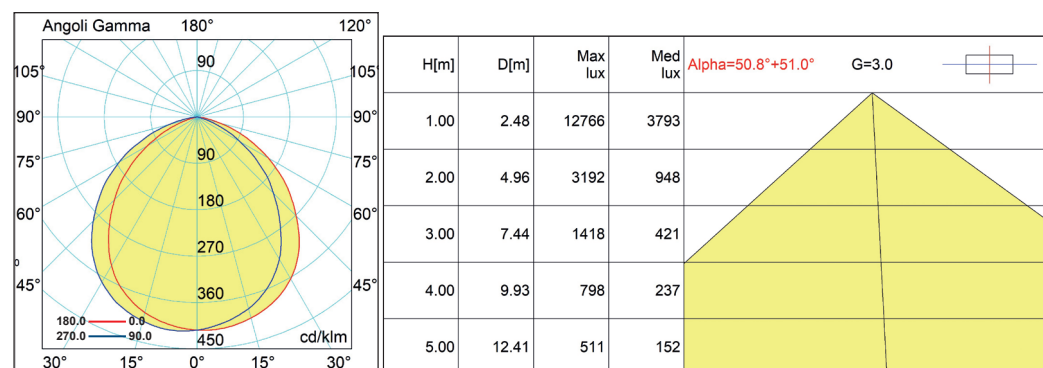 Angoli Gamma 180° 120°
105° 90 105°
90° 90°
90
75° 75°
180
60° 60°
270
45° 45°
360
180.0 0.0
270.0 90.0
450 cd/klm
30° 15° 0° 15° 30°
H[m] D[m] Max lux Med lux Alpha=50.8°+51.0° G=3.0
1.00 2.48 12766 3793
2.00 4.96 3192 948
3.00 7.44 1418 421
4.00 9.93 798 237
5.00 12.41 511 152